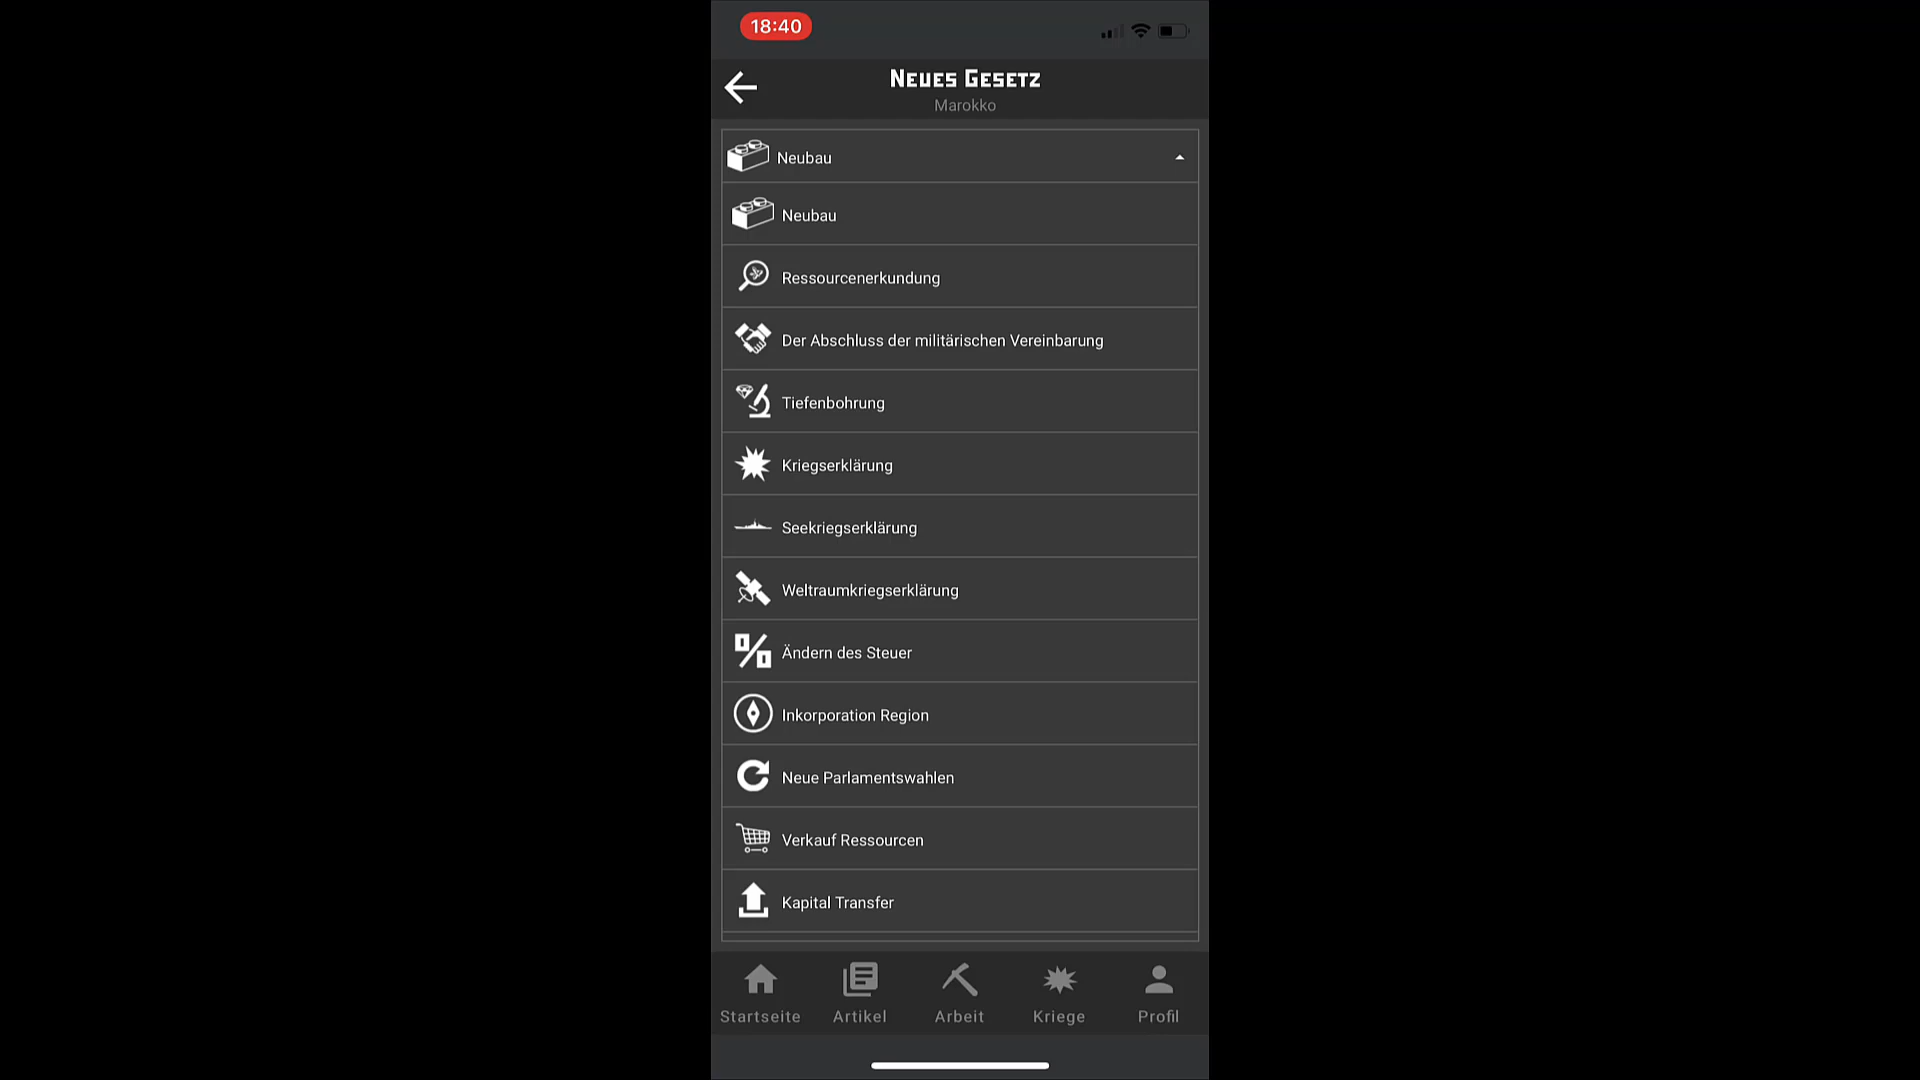 18:40
Neues Gesetz
Marokko
Neubau
Neubau
Ressourcenerkundung
Der Abschluss der militärischen Vereinbarung
Tiefenbohrung
Kriegserklärung
Seekriegserklärung
Weltraumkriegserklärung
Ändern des Steuer
Inkorporation Region
Neue Parlamentswahlen
Verkauf Ressourcen
Kapital Transfer
Startseite Artikel Arbeit Kriege Profil